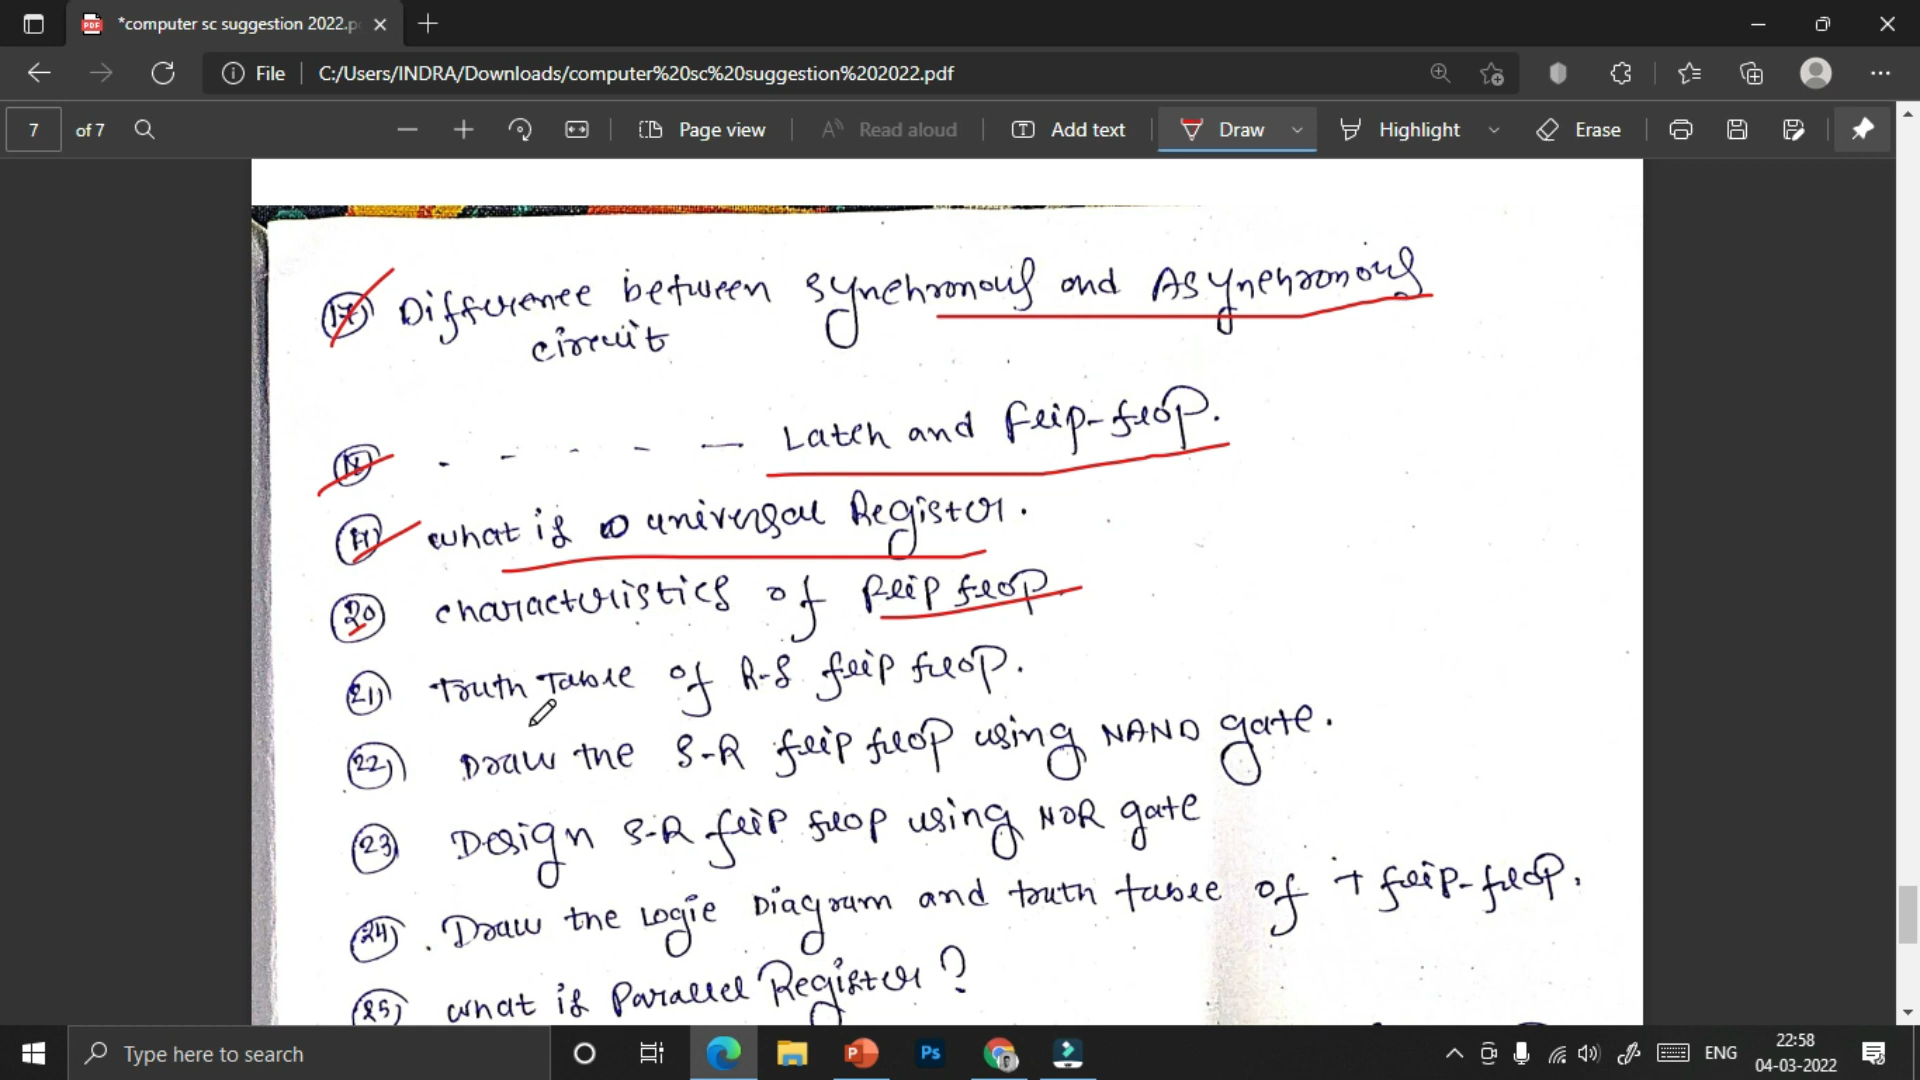 *computer sc suggestion 2022.p
File
C:/Users/INDRA/Downloads/computer%20sc%20suggestion%202022.pdf
7 of 7
Page view
Read aloud
Add text
Draw
Highlight
Erase
17) Difference between synchronous and Asynchronous
circuit
18) - - - - — Latch and flip-flop.
19) what is a universal Register.
20) characteristics of flip flop.
21) Truth Table of R-S flip flop.
22) Draw the S-R flip flop using NAND gate.
23) Design S-R flip flop using NOR gate
24). Draw the Logic Diagram and truth table of T flip-flop.
25) what is Parallel Register?
Type here to search
P
Ps
ENG
22:58
04-03-2022